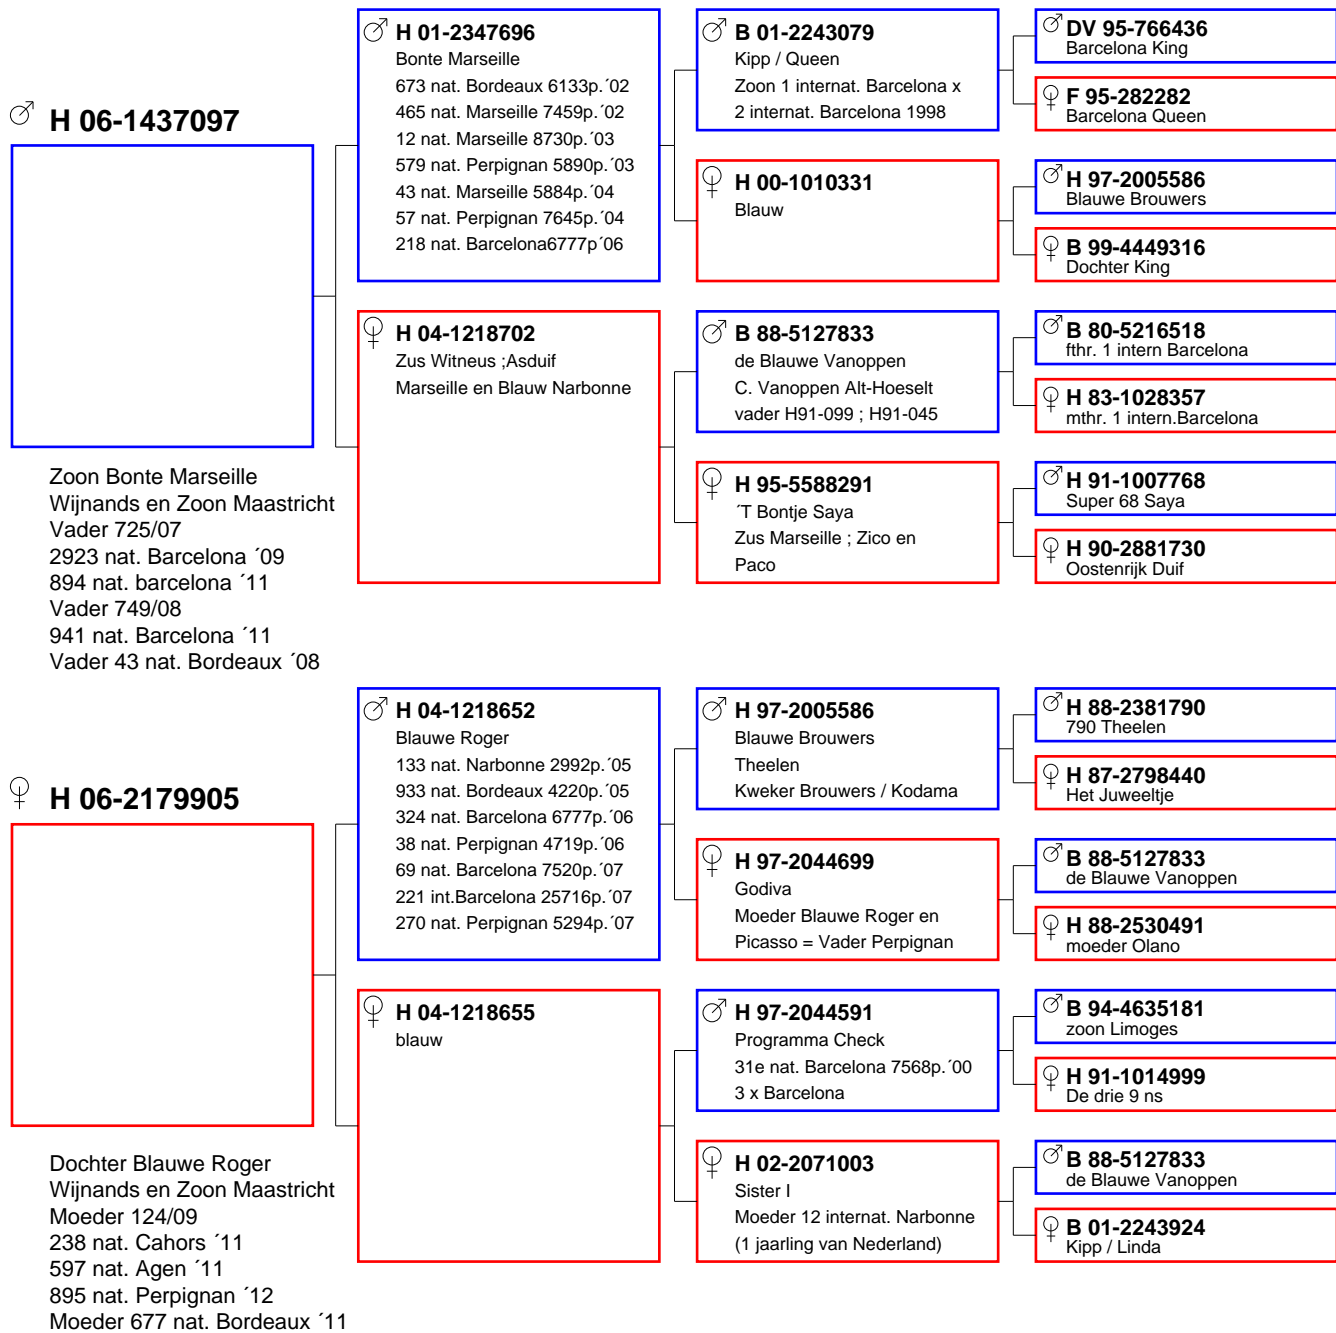 H 06-1437097
Zoon Bonte Marseille
Wijnands en Zoon Maastricht
Vader 725/07
2923 nat. Barcelona ´09
894 nat. barcelona ´11
Vader 749/08
941 nat. Barcelona ´11
Vader 43 nat. Bordeaux ´08
H 01-2347696
Bonte Marseille
673 nat. Bordeaux 6133p.´02
465 nat. Marseille 7459p.´02
12 nat. Marseille 8730p.´03
579 nat. Perpignan 5890p.´03
43 nat. Marseille 5884p.´04
57 nat. Perpignan 7645p.´04
218 nat. Barcelona6777p´06
H 04-1218702
Zus Witneus ;Asduif
Marseille en Blauw Narbonne
B 01-2243079
Kipp / Queen
Zoon 1 internat. Barcelona x
2 internat. Barcelona 1998
H 00-1010331
Blauw
B 88-5127833
de Blauwe Vanoppen
C. Vanoppen Alt-Hoeselt
vader H91-099 ; H91-045
H 95-5588291
´T Bontje Saya
Zus Marseille ; Zico en
Paco
DV 95-766436
Barcelona King
F 95-282282
Barcelona Queen
H 97-2005586
Blauwe Brouwers
B 99-4449316
Dochter King
B 80-5216518
fthr. 1 intern Barcelona
H 83-1028357
mthr. 1 intern.Barcelona
H 91-1007768
Super 68 Saya
H 90-2881730
Oostenrijk Duif
H 06-2179905
Dochter Blauwe Roger
Wijnands en Zoon Maastricht
Moeder 124/09
238 nat. Cahors ´11
597 nat. Agen ´11
895 nat. Perpignan ´12
Moeder 677 nat. Bordeaux ´11
H 04-1218652
Blauwe Roger
133 nat. Narbonne 2992p.´05
933 nat. Bordeaux 4220p.´05
324 nat. Barcelona 6777p.´06
38 nat. Perpignan 4719p.´06
69 nat. Barcelona 7520p.´07
221 int.Barcelona 25716p.´07
270 nat. Perpignan 5294p.´07
H 04-1218655
blauw
H 97-2005586
Blauwe Brouwers
Theelen
Kweker Brouwers / Kodama
H 97-2044699
Godiva
Moeder Blauwe Roger en
Picasso = Vader Perpignan
H 97-2044591
Programma Check
31e nat. Barcelona 7568p.´00
3 x Barcelona
H 02-2071003
Sister I
Moeder 12 internat. Narbonne
(1 jaarling van Nederland)
H 88-2381790
790 Theelen
H 87-2798440
Het Juweeltje
B 88-5127833
de Blauwe Vanoppen
H 88-2530491
moeder Olano
B 94-4635181
zoon Limoges
H 91-1014999
De drie 9 ns
B 88-5127833
de Blauwe Vanoppen
B 01-2243924
Kipp / Linda